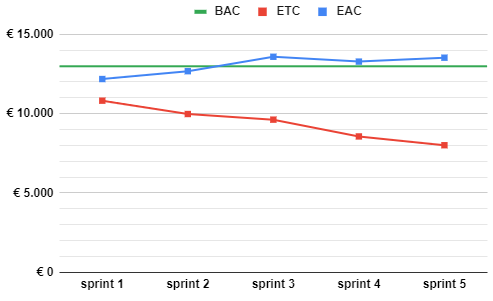 BAC ETC EAC
€ 15.000
€ 10.000
€ 5.000
€ 0
sprint 1 sprint 2 sprint 3 sprint 4 sprint 5